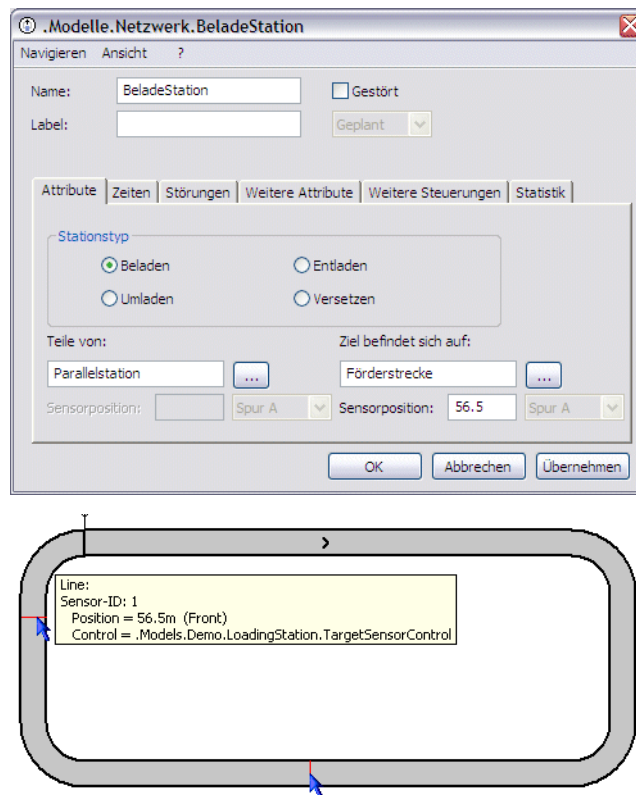 .Modelle.Netzwerk.BeladeStation
Navigieren Ansicht ?
Name: BeladeStation Gestört
Label: Geplant
Attribute Zeiten Störungen Weitere Attribute Weitere Steuerungen Statistik
Stationstyp
Beladen Entladen
Umladen Versetzen
Teile von: Ziel befindet sich auf:
Parallelstation ... Förderstrecke ...
Sensorposition: Spur A Sensorposition: 56.5 Spur A
OK Abbrechen Übernehmen
Line:
Sensor-ID: 1
Position = 56.5m (Front)
Control = .Models.Demo.LoadingStation.TargetSensorControl